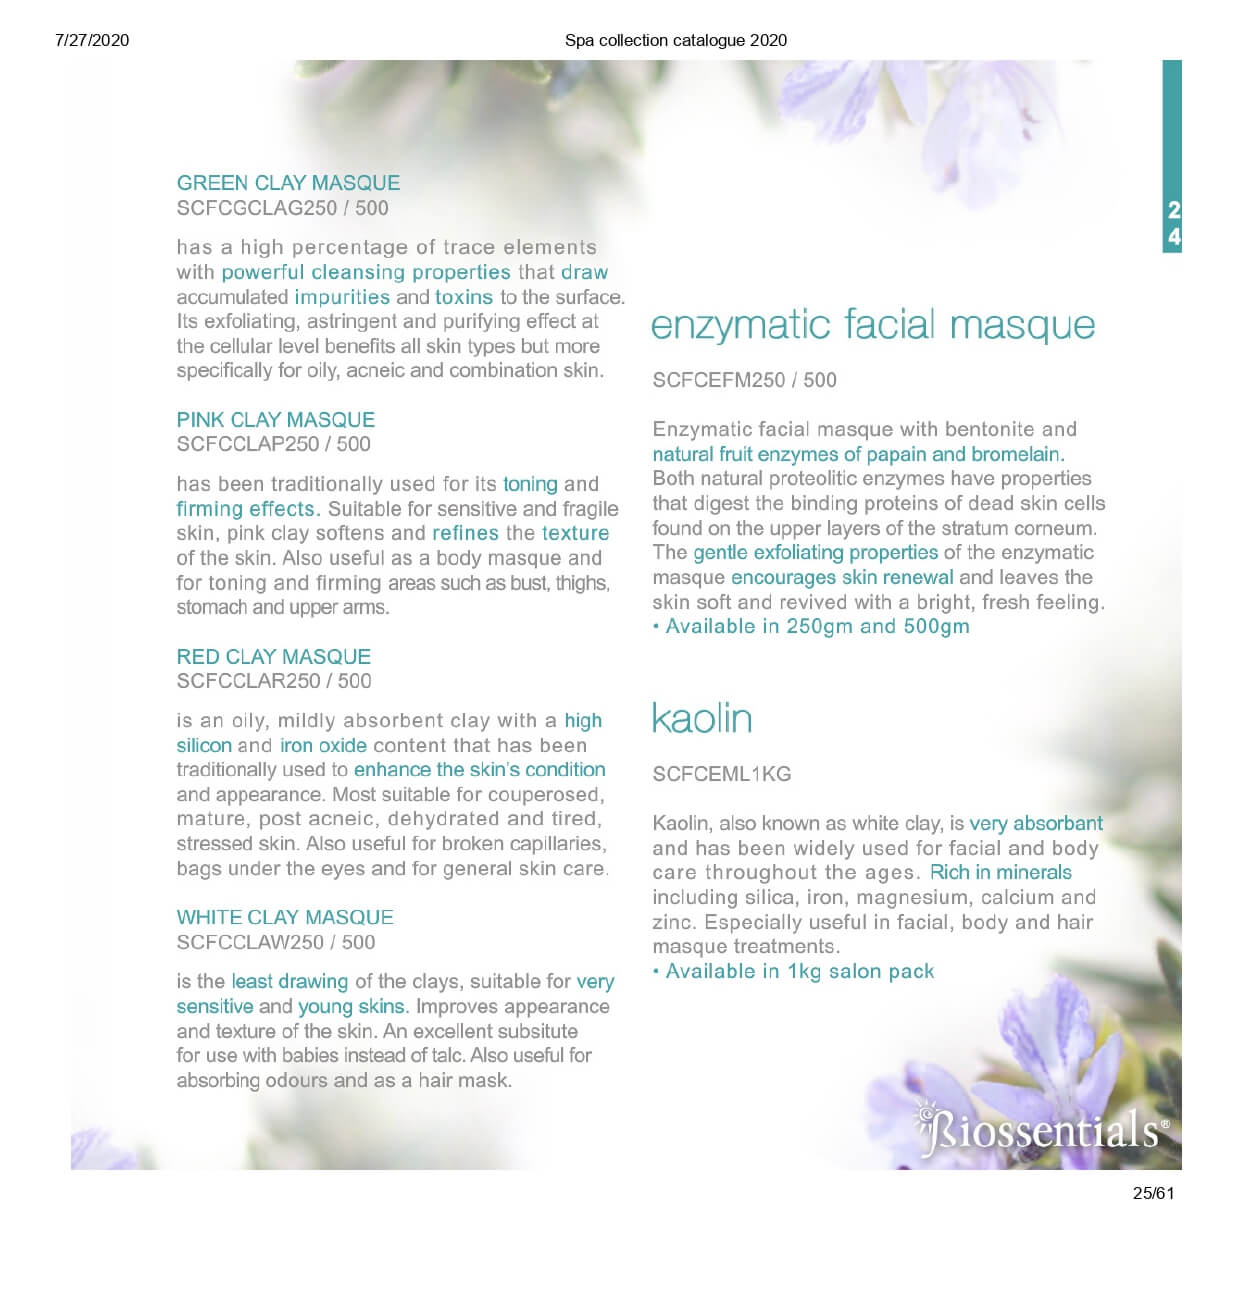 7/27/2020
Spa collection catalogue 2020
2
4
GREEN CLAY MASQUE
SCFCGCLAG250 / 500
has a high percentage of trace elements
with powerful cleansing properties that draw
accumulated impurities and toxins to the surface.
Its exfoliating, astringent and purifying effect at
the cellular level benefits all skin types but more
specifically for oily, acneic and combination skin.
PINK CLAY MASQUE
SCFCCLAP250 / 500
has been traditionally used for its toning and
firming effects. Suitable for sensitive and fragile
skin, pink clay softens and refines the texture
of the skin. Also useful as a body masque and
for toning and firming areas such as bust, thighs,
stomach and upper arms.
RED CLAY MASQUE
SCFCCLAR250 / 500
is an oily, mildly absorbent clay with a high
silicon and iron oxide content that has been
traditionally used to enhance the skin's condition
and appearance. Most suitable for couperosed,
mature, post acneic, dehydrated and tired,
stressed skin. Also useful for broken capillaries,
bags under the eyes and for general skin care.
WHITE CLAY MASQUE
SCFCCLAW250 / 500
is the least drawing of the clays, suitable for very
sensitive and young skins. Improves appearance
and texture of the skin. An excellent subsitute
for use with babies instead of talc. Also useful for
absorbing odours and as a hair mask.
enzymatic facial masque
SCFCEFM250 / 500
Enzymatic facial masque with bentonite and
natural fruit enzymes of papain and bromelain.
Both natural proteolitic enzymes have properties
that digest the binding proteins of dead skin cells
found on the upper layers of the stratum corneum.
The gentle exfoliating properties of the enzymatic
masque encourages skin renewal and leaves the
skin soft and revived with a bright, fresh feeling.
• Available in 250gm and 500gm
kaolin
SCFCEML1KG
Kaolin, also known as white clay, is very absorbant
and has been widely used for facial and body
care throughout the ages. Rich in minerals
including silica, iron, magnesium, calcium and
zinc. Especially useful in facial, body and hair
masque treatments.
• Available in 1kg salon pack
Biossentials®
25/61